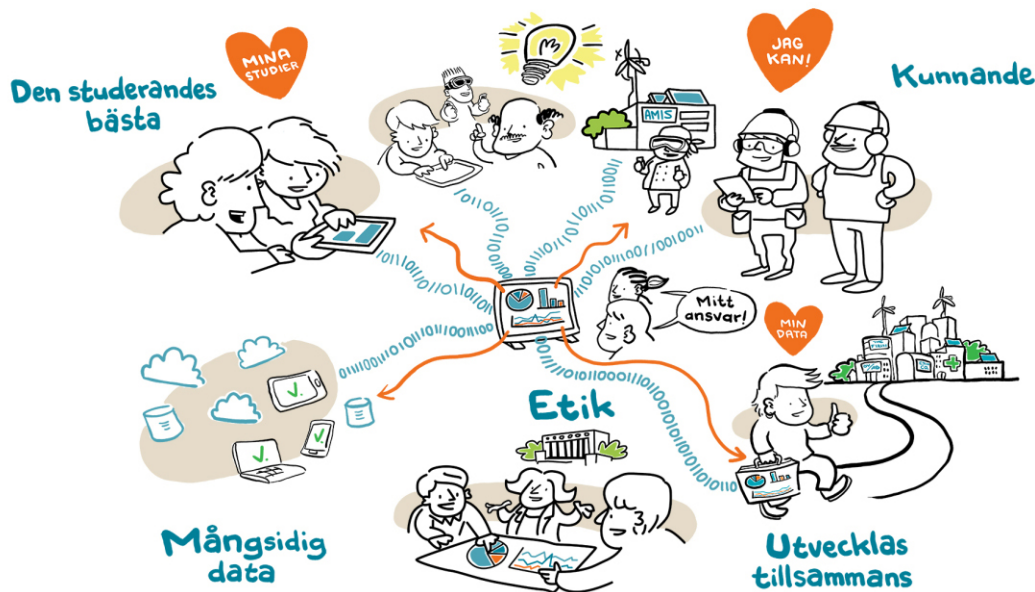 MINA
STUDIER
Den studerandes
bästa
AMIS
JAG
KAN!
Kunnande
Mitt
ansvar!
MIN
DATA
Etik
Mångsidig
data
Utvecklas
tillsammans